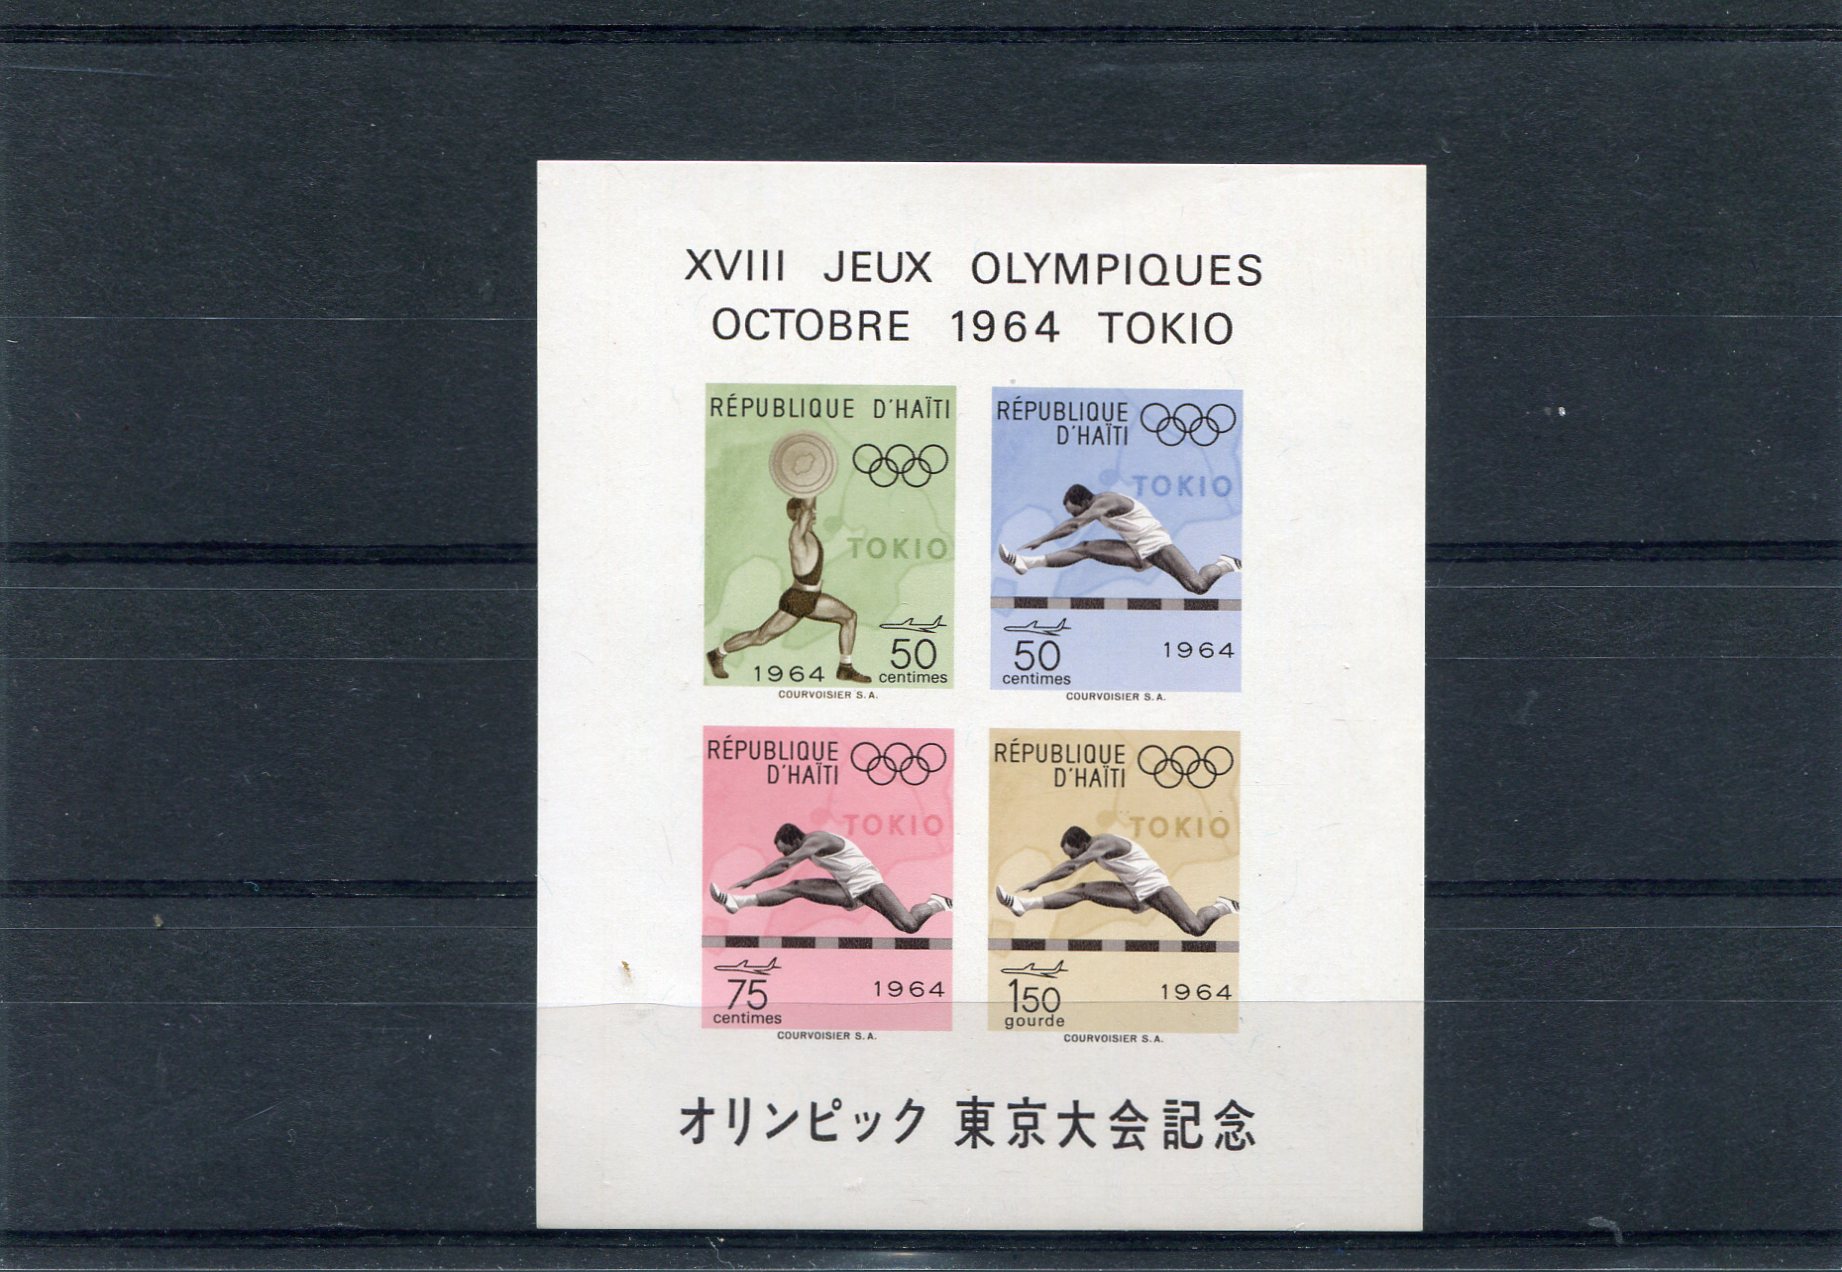 XVIII JEUX OLYMPIQUES
OCTOBRE 1964 TOKIO
RÉPUBLIQUE D'HAÏTI
TOKIO
1964
50
centimes
COURVOISIER S.A.
RÉPUBLIQUE
D'HAÏTI
TOKIO
50
centimes
1964
COURVOISIER S.A.
RÉPUBLIQUE
D'HAÏTI
TOKIO
75
centimes
1964
COURVOISIER S.A.
RÉPUBLIQUE
D'HAÏTI
TOKIO
150
gourde
1964
COURVOISIER S.A.
オリンピック 東京大会記念